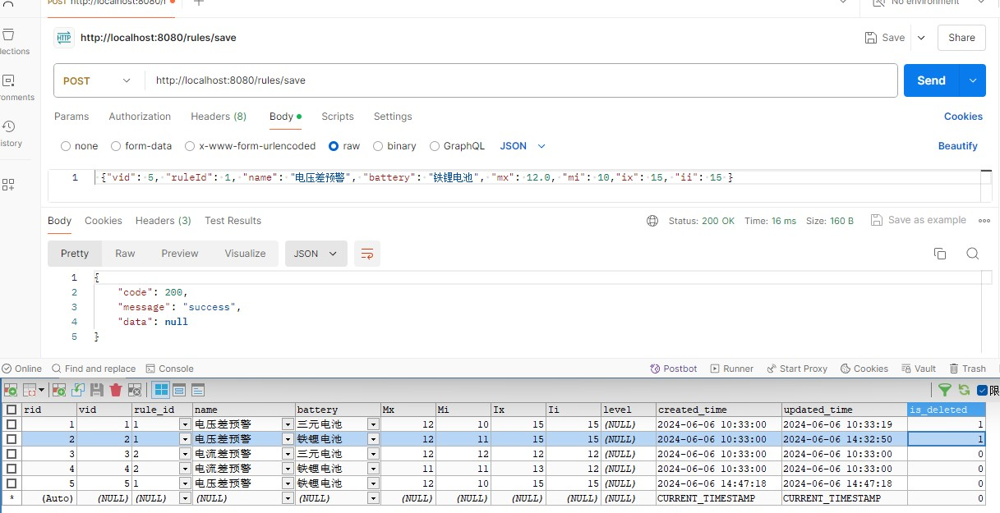 POST http://localhost:8080/r
No environment
HTTP http://localhost:8080/rules/save
Save
Share
POST
http://localhost:8080/rules/save
Send
Params
Authorization
Headers (8)
Body
Scripts
Settings
Cookies
none
form-data
x-www-form-urlencoded
raw
binary
GraphQL
JSON
Beautify
1 {"vid": 5, "ruleId": 1, "name": "电压差预警", "battery": "铁锂电池", "mx": 12.0, "mi": 10,"ix": 15, "ii": 15 }
lections
ronments
istory
Body
Cookies
Headers (3)
Test Results
Status: 200 OK Time: 16 ms Size: 160 B
Save as example
Pretty
Raw
Preview
Visualize
JSON
1 {
2 "code": 200,
3 "message": "success",
4 "data": null
5 }
Online
Find and replace
Console
Postbot
Runner
Start Proxy
Cookies
Vault
Trash
限
rid vid rule_id name battery Mx Mi Ix Ii level created_time updated_time is_deleted
1 1 1 电压差预警 三元电池 12 10 15 15 (NULL) 2024-06-06 10:33:00 2024-06-06 10:33:19 1
2 2 1 电压差预警 铁锂电池 12 11 15 15 (NULL) 2024-06-06 10:33:00 2024-06-06 14:32:50 1
3 3 2 电流差预警 三元电池 12 12 12 12 (NULL) 2024-06-06 10:33:00 2024-06-06 10:33:00 0
4 4 2 电流差预警 铁锂电池 11 11 13 12 (NULL) 2024-06-06 10:33:00 2024-06-06 10:33:00 0
5 5 1 电压差预警 铁锂电池 12 10 15 15 (NULL) 2024-06-06 14:47:18 2024-06-06 14:47:18 0
* (Auto) (NULL) (NULL) (NULL) (NULL) (NULL) (NULL) (NULL) (NULL) (NULL) CURRENT_TIMESTAMP CURRENT_TIMESTAMP 0